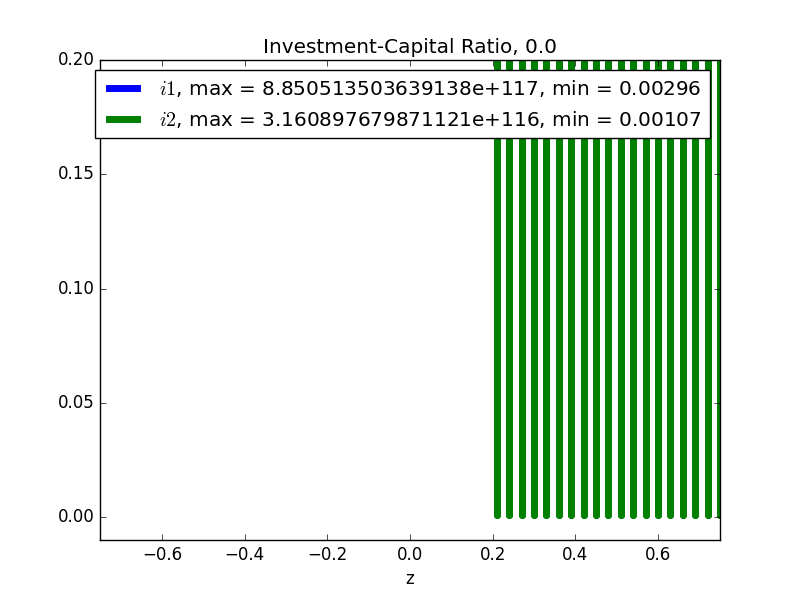 Investment-Capital Ratio, 0.0
0.20
i1, max = 8.850513503639138e+117, min = 0.00296
i2, max = 3.160897679871121e+116, min = 0.00107
0.15
0.10
0.05
0.00
−0.6 −0.4 −0.2 0.0 0.2 0.4 0.6
z